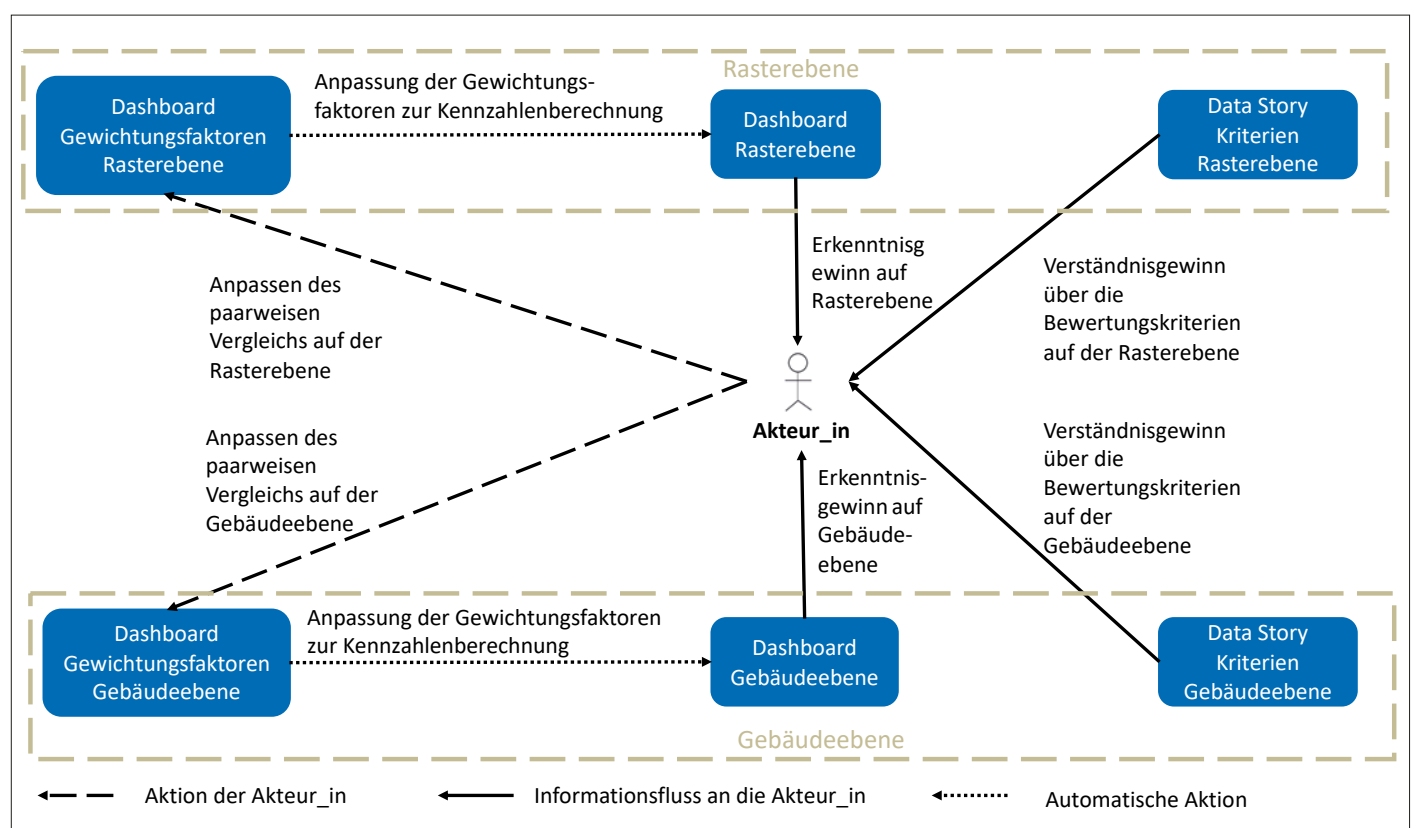 Rasterebene
Dashboard
Gewichtungsfaktoren
Rasterebene
Anpassung der Gewichtungs-
faktoren zur Kennzahlenberechnung
Dashboard
Rasterebene
Data Story
Kriterien
Rasterebene
Anpassen des
paarweisen
Vergleichs auf der
Rasterebene
Erkenntnisg
ewinn auf
Rasterebene
Verständnisgewinn
über die
Bewertungskriterien
auf der Rasterebene
Akteur_in
Anpassen des
paarweisen
Vergleichs auf der
Gebäudeebene
Erkenntnis-
gewinn auf
Gebäude-
ebene
Verständnisgewinn
über die
Bewertungskriterien
auf der
Gebäudeebene
Dashboard
Gewichtungsfaktoren
Gebäudeebene
Anpassung der Gewichtungsfaktoren
zur Kennzahlenberechnung
Dashboard
Gebäudeebene
Data Story
Kriterien
Gebäudeebene
Gebäudeebene
Aktion der Akteur_in
Informationsfluss an die Akteur_in
Automatische Aktion